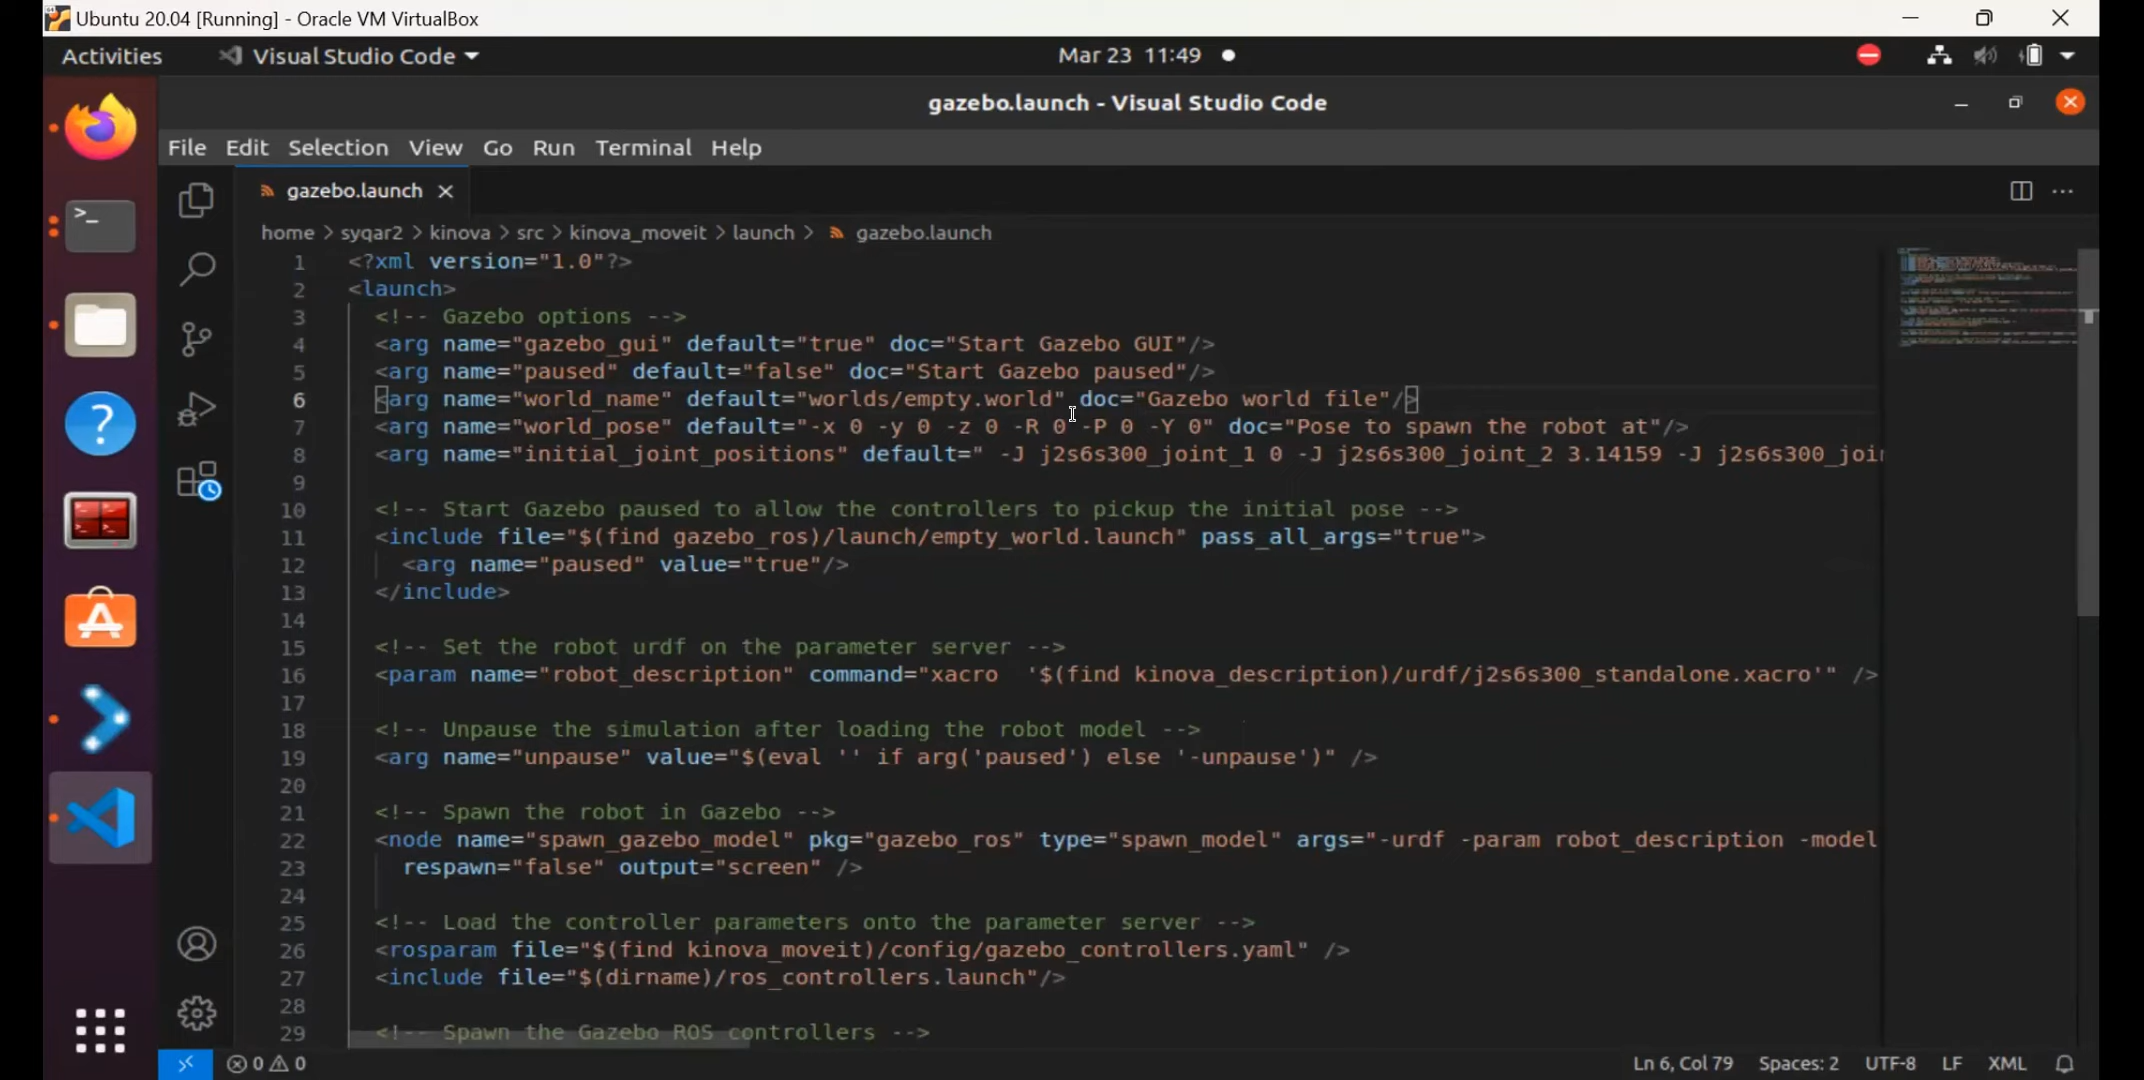 Ubuntu 20.04 [Running] - Oracle VM VirtualBox
Activities Visual Studio Code Mar 23 11:49
gazebo.launch - Visual Studio Code
File Edit Selection View Go Run Terminal Help
gazebo.launch
home > syqar2 > kinova > src > kinova_moveit > launch > gazebo.launch
1 <?xml version="1.0"?>
2 <launch>
3 <!-- Gazebo options -->
4 <arg name="gazebo_gui" default="true" doc="Start Gazebo GUI"/>
5 <arg name="paused" default="false" doc="Start Gazebo paused"/>
6 <arg name="world_name" default="worlds/empty.world" doc="Gazebo world file"/>
7 <arg name="world_pose" default="-x 0 -y 0 -z 0 -R 0 -P 0 -Y 0" doc="Pose to spawn the robot at"/>
8 <arg name="initial_joint_positions" default=" -J j2s6s300_joint_1 0 -J j2s6s300_joint_2 3.14159 -J j2s6s300_joi
9
10 <!-- Start Gazebo paused to allow the controllers to pickup the initial pose -->
11 <include file="$(find gazebo_ros)/launch/empty_world.launch" pass_all_args="true">
12 <arg name="paused" value="true"/>
13 </include>
14
15 <!-- Set the robot urdf on the parameter server -->
16 <param name="robot_description" command="xacro '$(find kinova_description)/urdf/j2s6s300_standalone.xacro'" />
17
18 <!-- Unpause the simulation after loading the robot model -->
19 <arg name="unpause" value="$(eval '' if arg('paused') else '-unpause')" />
20
21 <!-- Spawn the robot in Gazebo -->
22 <node name="spawn_gazebo_model" pkg="gazebo_ros" type="spawn_model" args="-urdf -param robot_description -model
23 respawn="false" output="screen" />
24
25 <!-- Load the controller parameters onto the parameter server -->
26 <rosparam file="$(find kinova_moveit)/config/gazebo_controllers.yaml" />
27 <include file="$(dirname)/ros_controllers.launch"/>
28
29 <!-- Spawn the Gazebo ROS controllers -->
0 0 Ln 6, Col 79 Spaces: 2 UTF-8 LF XML